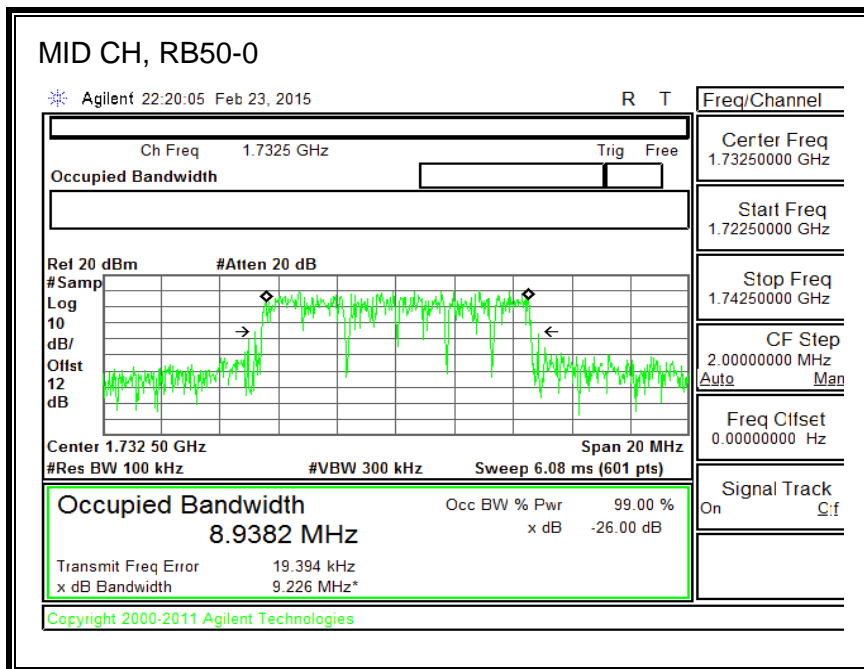 MID CH, RB50-0
Agilent 22:20:05 Feb 23, 2015 R T
Freq/Channel
Ch Freq 1.7325 GHz Trig Free
Occupied Bandwidth
Center Freq
1.73250000 GHz
Start Freq
1.72250000 GHz
Stop Freq
1.74250000 GHz
CF Step
2.00000000 MHz
Auto Man
Freq Offset
0.00000000 Hz
Signal Track
On Off
Ref 20 dBm #Atten 20 dB
#Samp
Log
10
dB/
Offst
12
dB
Center 1.732 50 GHz Span 20 MHz
#Res BW 100 kHz #VBW 300 kHz Sweep 6.08 ms (601 pts)
Occupied Bandwidth Occ BW % Pwr 99.00 %
8.9382 MHz x dB -26.00 dB
Transmit Freq Error 19.394 kHz
x dB Bandwidth 9.226 MHz*
Copyright 2000-2011 Agilent Technologies